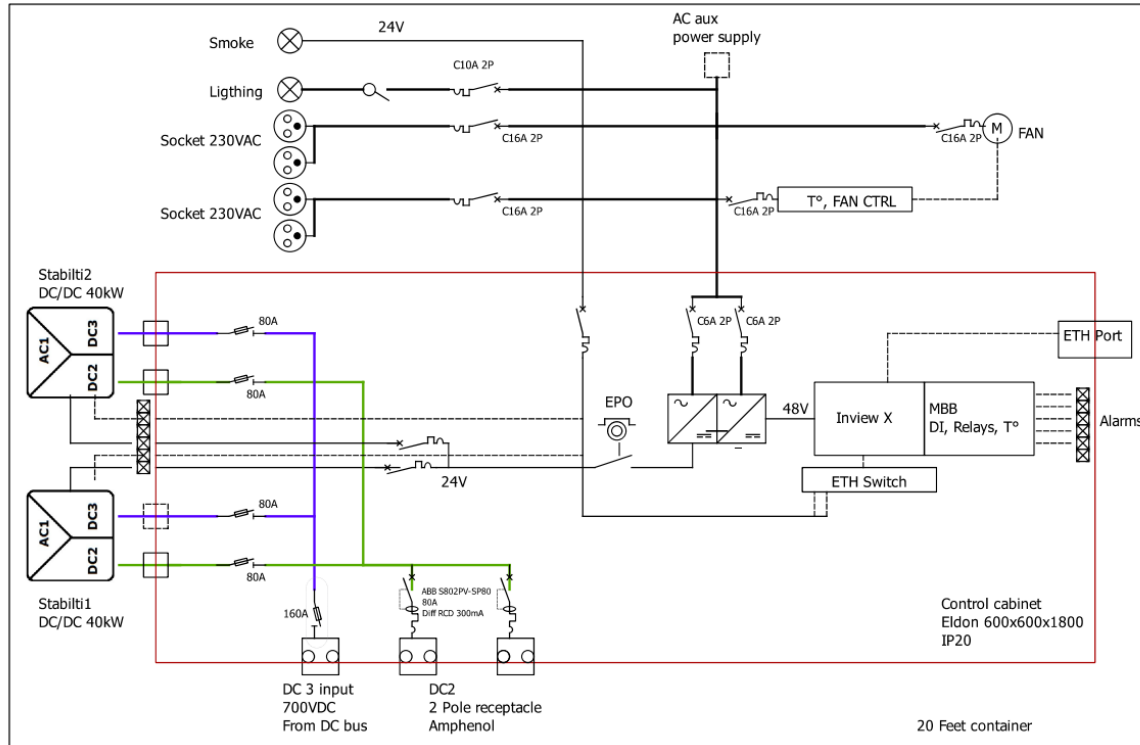 24V
AC aux
power supply
Smoke
C10A 2P
Ligthing
C16A 2P
C16A 2P
M
FAN
Socket 230VAC
C16A 2P
C16A 2P
T°, FAN CTRL
Socket 230VAC
Stabilti2
DC/DC 40kW
AC1
DC3
DC2
80A
80A
C6A 2P
C6A 2P
ETH Port
EPO
48V
Inview X
MBB
DI, Relays, T°
Alarms
24V
ETH Switch
AC1
DC3
DC2
80A
80A
Stabilti1
DC/DC 40kW
160A
ABB S802PV-SP80
80A
Diff RCD 300mA
Control cabinet
Eldon 600x600x1800
IP20
DC 3 input
700VDC
From DC bus
DC2
2 Pole receptacle
Amphenol
20 Feet container